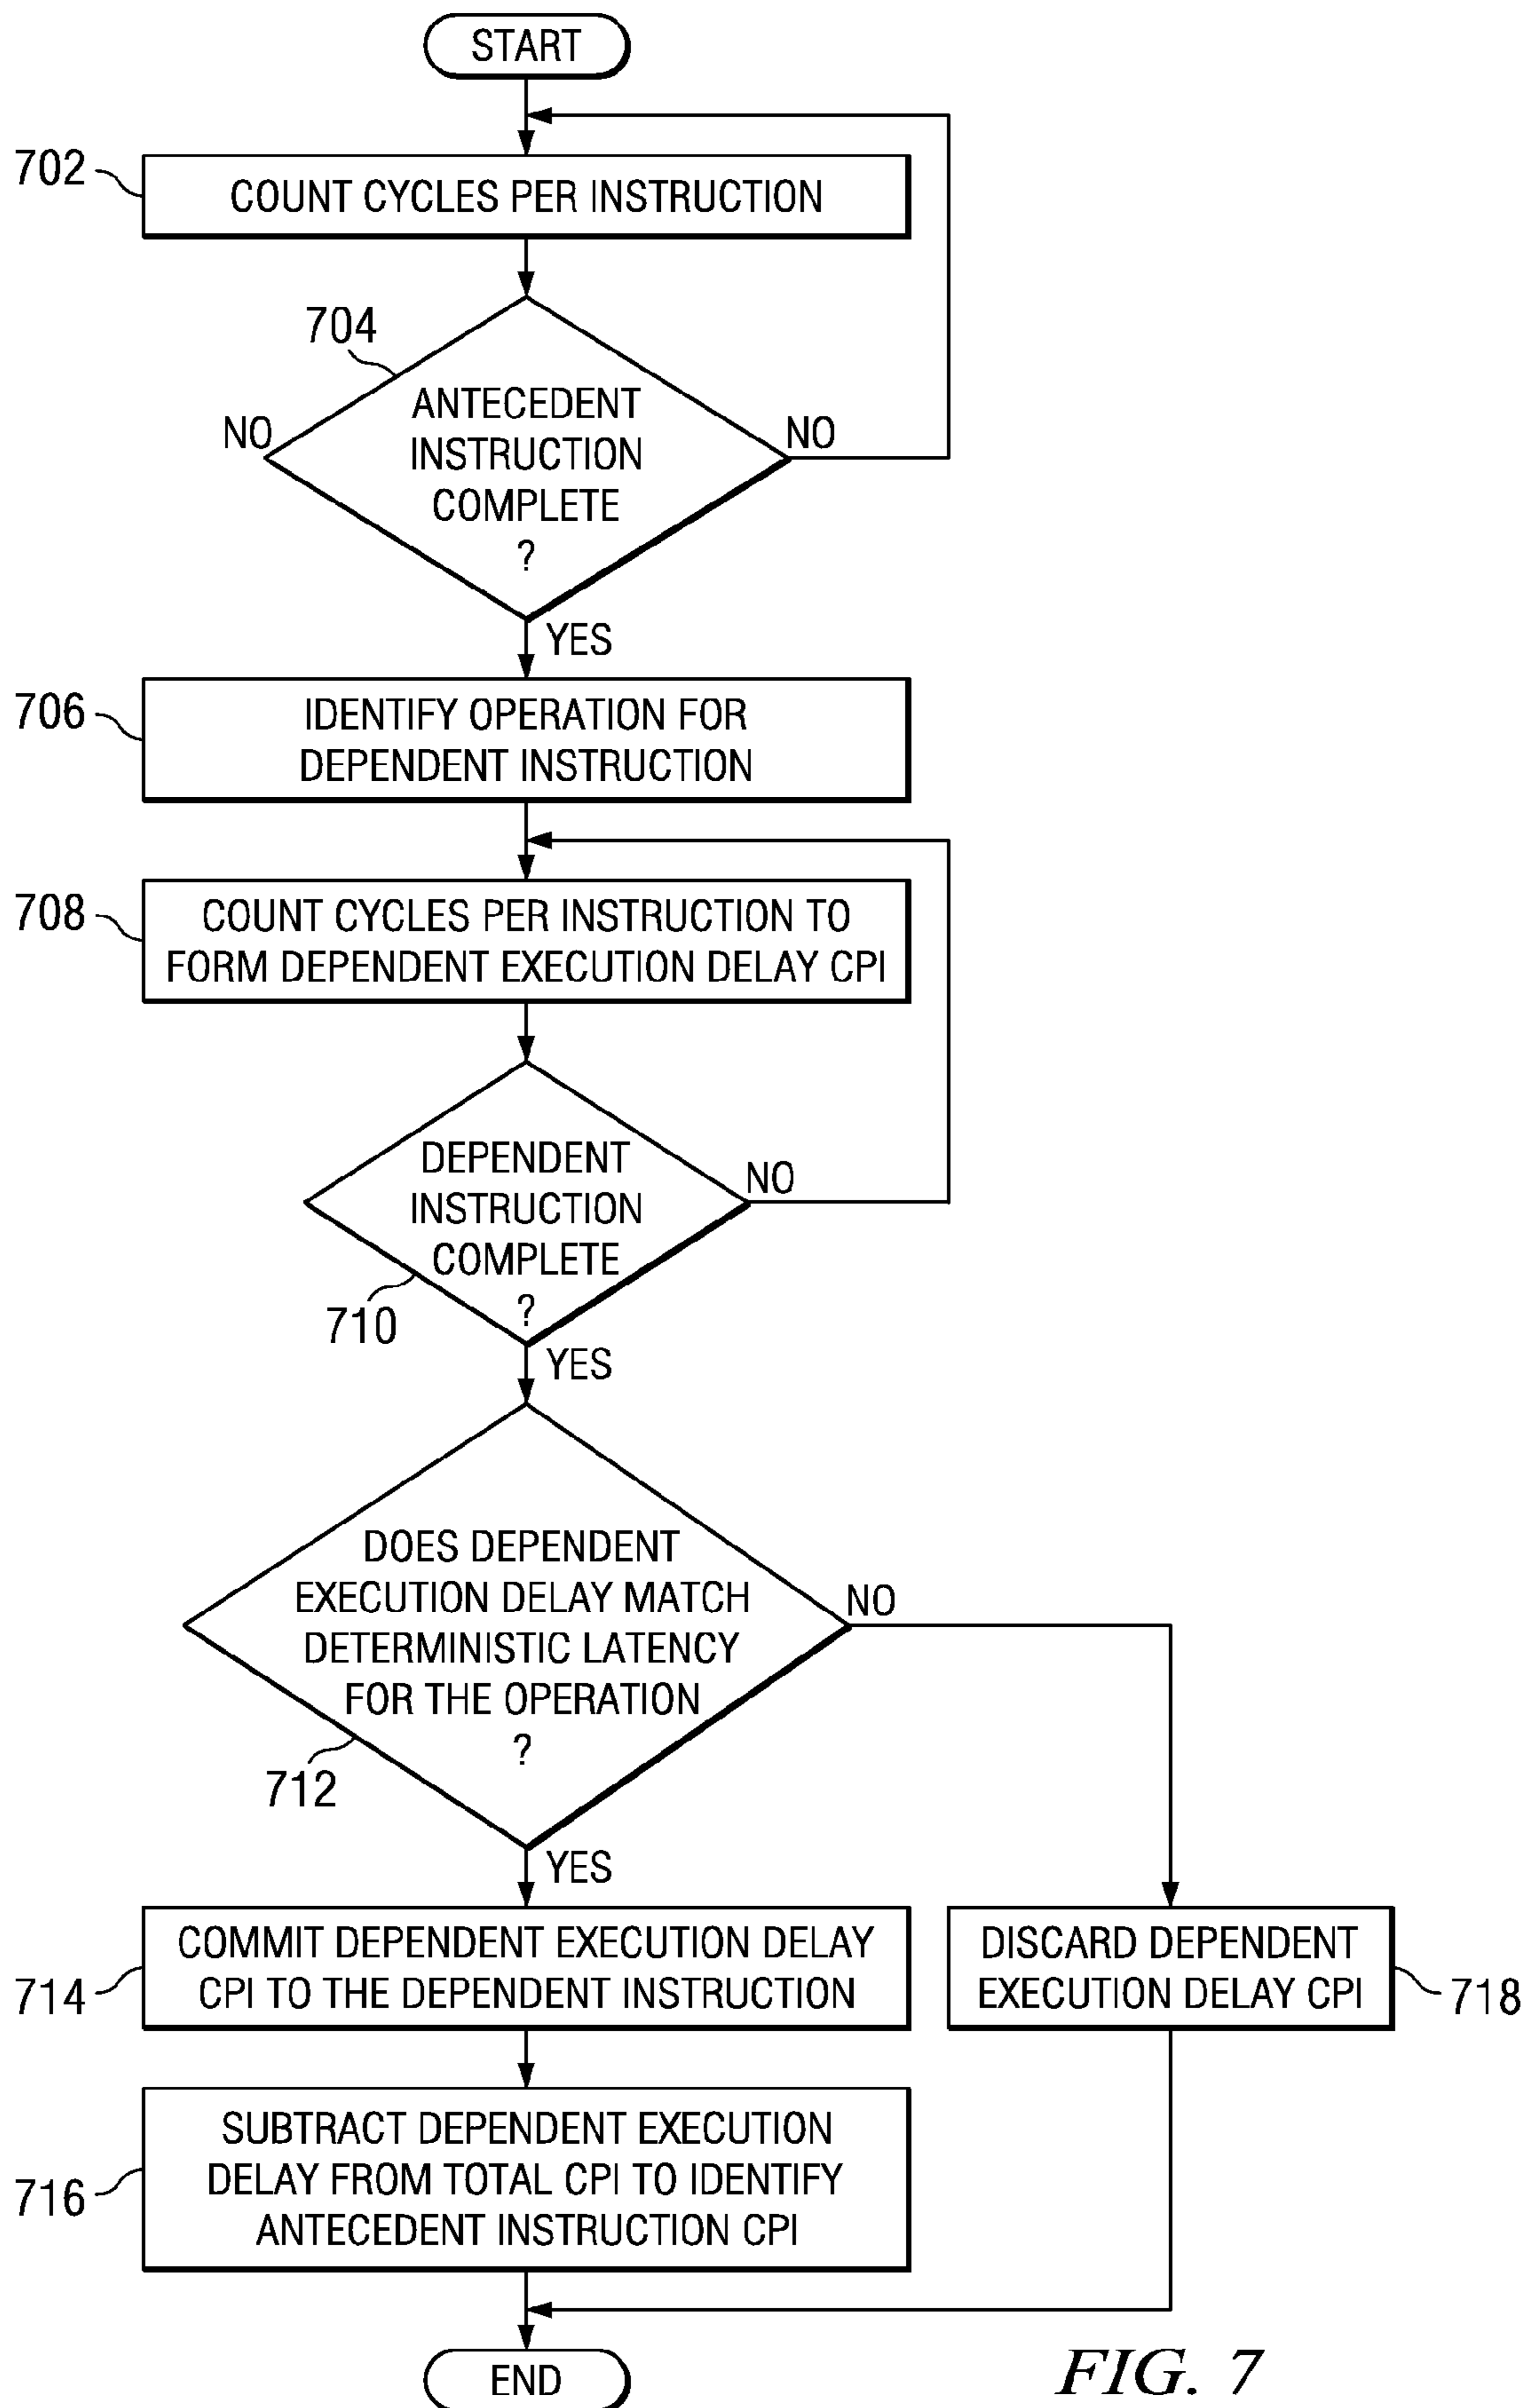 START
702
COUNT CYCLES PER INSTRUCTION
704
ANTECEDENT
INSTRUCTION
COMPLETE
?
NO
NO
YES
706
IDENTIFY OPERATION FOR
DEPENDENT INSTRUCTION
708
COUNT CYCLES PER INSTRUCTION TO
FORM DEPENDENT EXECUTION DELAY CPI
DEPENDENT
INSTRUCTION
COMPLETE
?
NO
710
YES
DOES DEPENDENT
EXECUTION DELAY MATCH
DETERMINISTIC LATENCY
FOR THE OPERATION
?
NO
712
YES
714
COMMIT DEPENDENT EXECUTION DELAY
CPI TO THE DEPENDENT INSTRUCTION
DISCARD DEPENDENT
EXECUTION DELAY CPI
718
716
SUBTRACT DEPENDENT EXECUTION
DELAY FROM TOTAL CPI TO IDENTIFY
ANTECEDENT INSTRUCTION CPI
END
FIG. 7